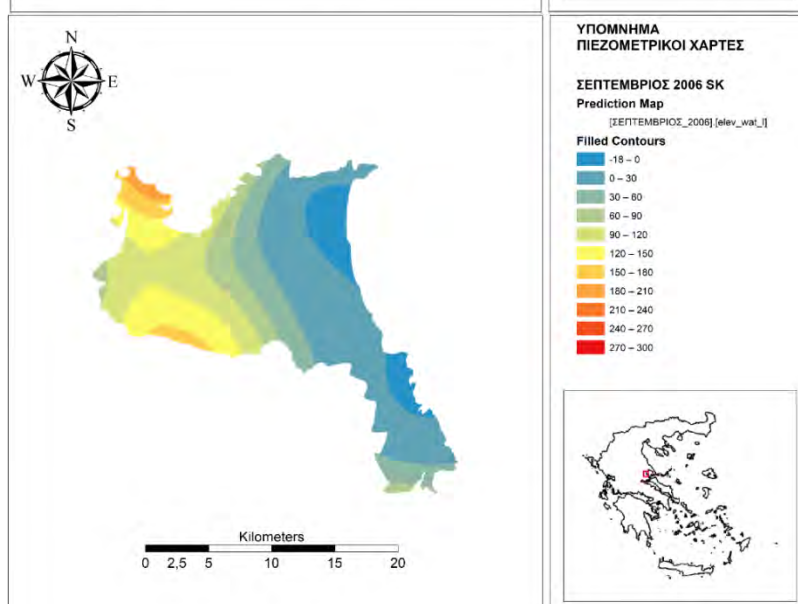 N
W E
S
Kilometers
0 2,5 5 10 15 20
ΥΠΟΜΝΗΜΑ
ΠΙΕΖΟΜΕΤΡΙΚΟΙ ΧΑΡΤΕΣ
ΣΕΠΤΕΜΒΡΙΟΣ 2006 SK
Prediction Map
[ΣΕΠΤΕΜΒΡΙΟΣ_2006].[elev_wat_l]
Filled Contours
-18 – 0
0 – 30
30 – 60
60 – 90
90 – 120
120 – 150
150 – 180
180 – 210
210 – 240
240 – 270
270 – 300